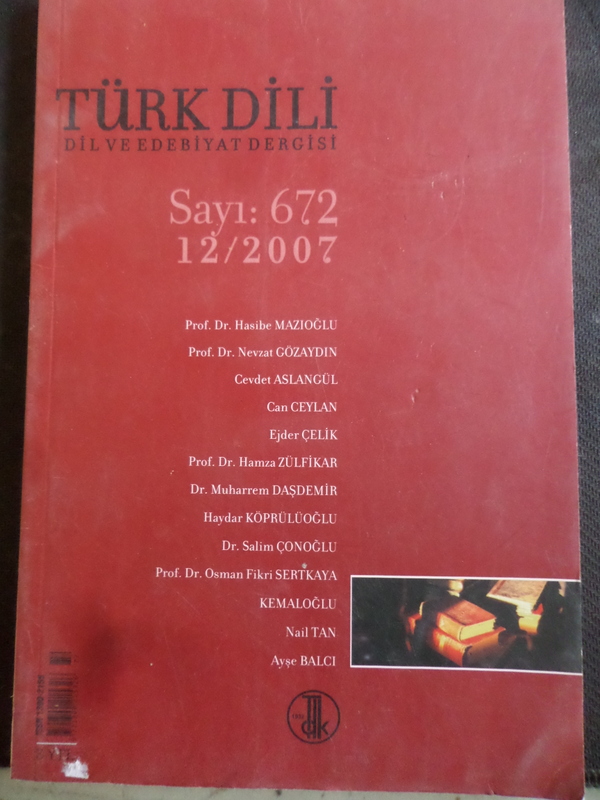 TÜRK DİLİ
DİL VE EDEBİYAT DERGİSİ
Sayı: 672
12/2007
Prof. Dr. Hasibe MAZIOĞLU
Prof. Dr. Nevzat GÖZAYDIN
Cevdet ASLANGÜL
Can CEYLAN
Ejder ÇELİK
Prof. Dr. Hamza ZÜLFİKAR
Dr. Muharrem DAŞDEMİR
Haydar KÖPRÜLÜOĞLU
Dr. Salim ÇONOĞLU
Prof. Dr. Osman Fikri SERTKAYA
KEMALOĞLU
Nail TAN
Ayşe BALCI